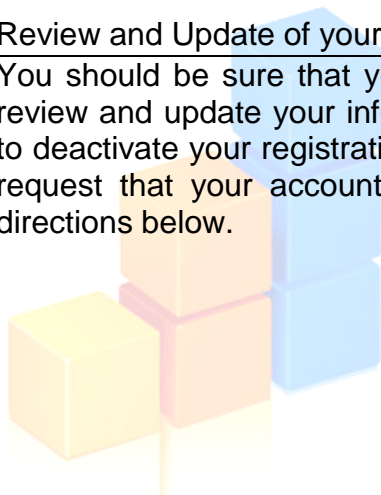 Review and Update of your
You should be sure that y
review and update your inf
to deactivate your registrati
request that your account
directions below.